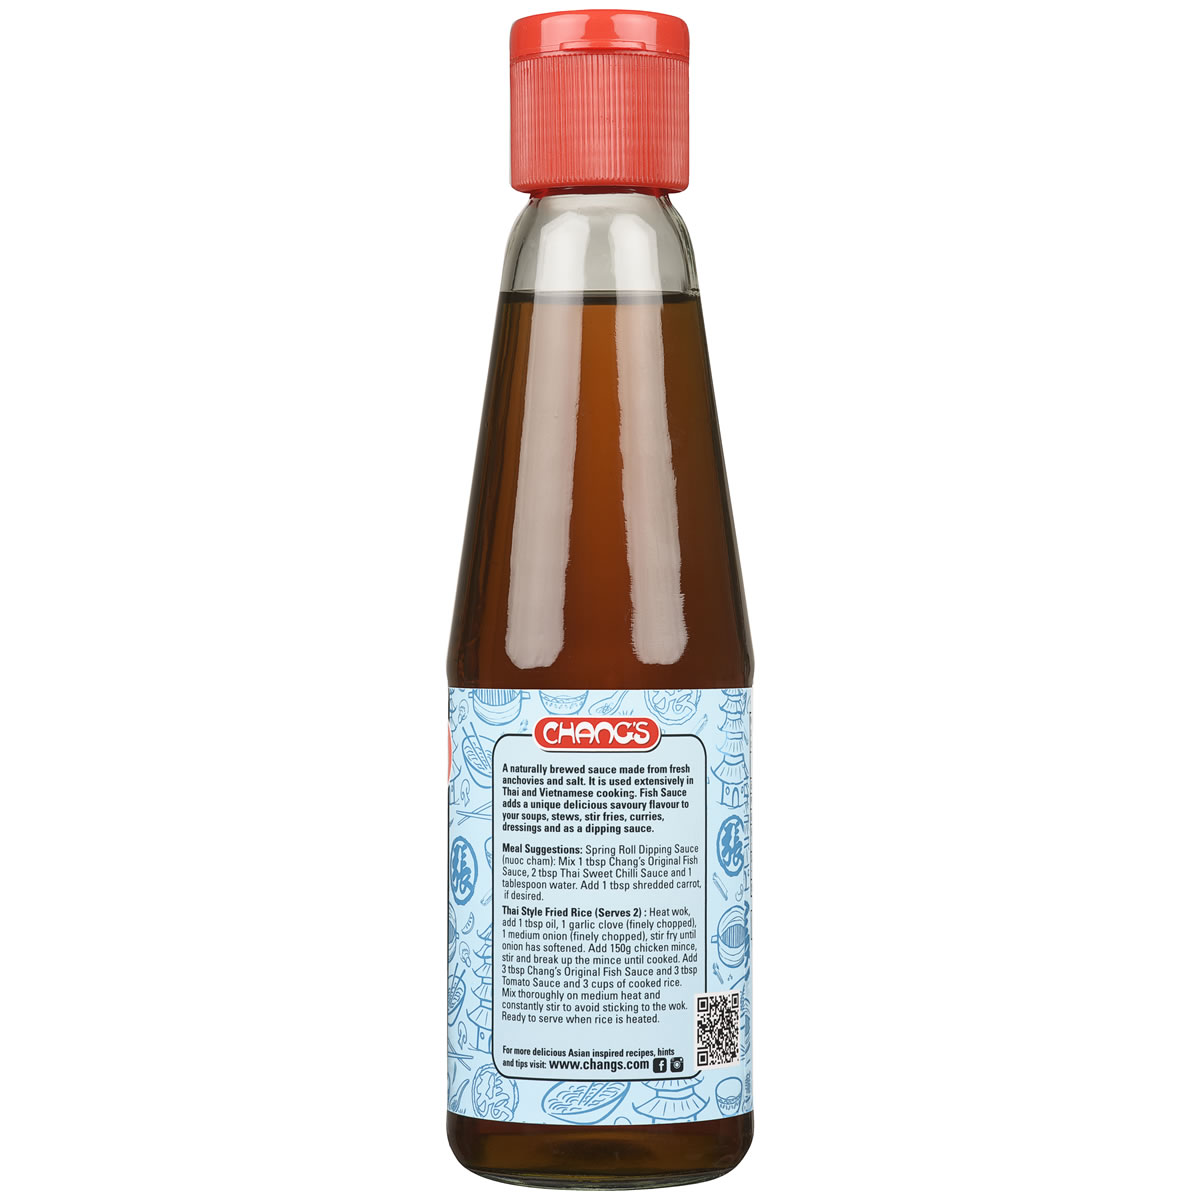 CHANG'S
A naturally brewed sauce made from fresh
anchovies and salt. It is used extensively in
Thai and Vietnamese cooking. Fish Sauce
adds a unique delicious savoury flavour to
your soups, stews, stir fries, curries,
dressings and as a dipping sauce.
Meal Suggestions: Spring Roll Dipping Sauce
(nuoc cham): Mix 1 tbsp Chang's Original Fish
Sauce, 2 tbsp Thai Sweet Chilli Sauce and 1
tablespoon water. Add 1 tbsp shredded carrot,
if desired.
Thai Style Fried Rice (Serves 2) : Heat wok,
add 1 tbsp oil, 1 garlic clove (finely chopped),
1 medium onion (finely chopped), stir fry until
onion has softened. Add 150g chicken mince,
stir and break up the mince until cooked. Add
3 tbsp Chang's Original Fish Sauce and 3 tbsp
Tomato Sauce and 3 cups of cooked rice.
Mix thoroughly on medium heat and
constantly stir to avoid sticking to the wok.
Ready to serve when rice is heated.
For more delicious Asian inspired recipes, hints
and tips visit: www.changs.com
張
張